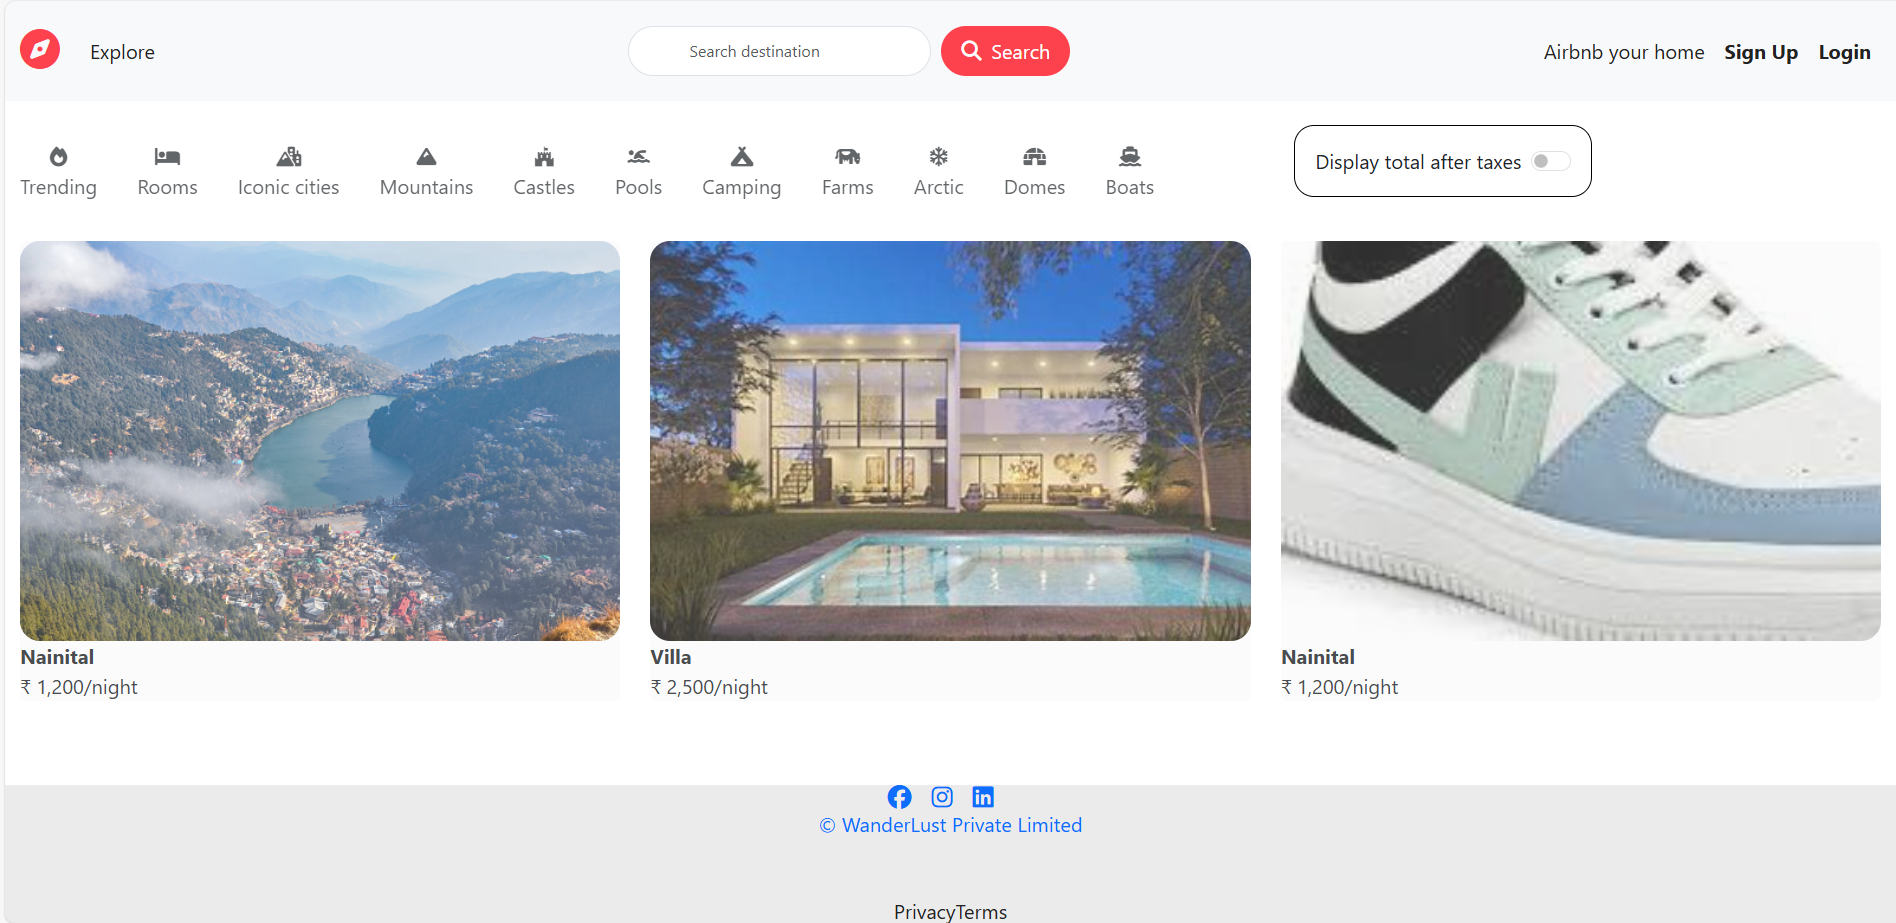 Explore
Search destination
Search
Airbnb your home
Sign Up
Login
Trending
Rooms
Iconic cities
Mountains
Castles
Pools
Camping
Farms
Arctic
Domes
Boats
Display total after taxes
Nainital
₹ 1,200/night
Villa
₹ 2,500/night
Nainital
₹ 1,200/night
© WanderLust Private Limited
PrivacyTerms